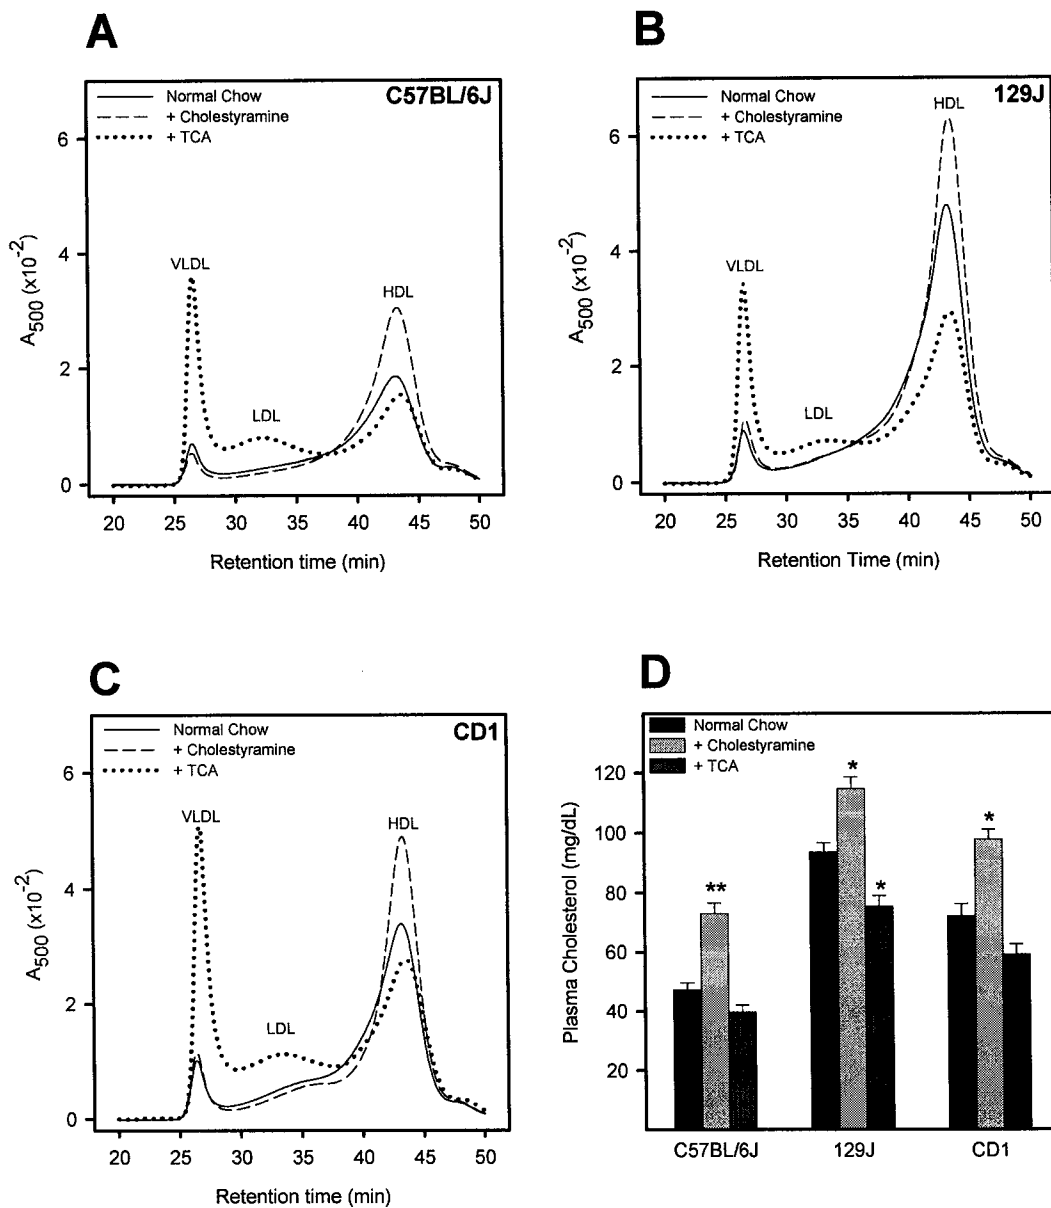 A
C57BL/6J
Normal Chow
+ Cholestyramine
+ TCA
6
4
2
0
A500 (x10-2)
VLDL
LDL
HDL
20 25 30 35 40 45 50
Retention time (min)
B
129J
Normal Chow
+ Cholestyramine
+ TCA
6
4
2
0
A500 (x10-2)
VLDL
LDL
HDL
20 25 30 35 40 45 50
Retention Time (min)
C
CD1
Normal Chow
+ Cholestyramine
+ TCA
6
4
2
0
A500 (x10-2)
VLDL
LDL
HDL
20 25 30 35 40 45 50
Retention time (min)
D
Normal Chow
+ Cholestyramine
+ TCA
120
100
80
60
40
20
Plasma Cholesterol (mg/dL)
**
*
*
*
C57BL/6J 129J CD1